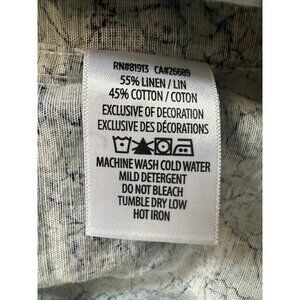 RN#81913 CA#26689
55% LINEN / LIN
45% COTTON / COTON
EXCLUSIVE OF DECORATION
EXCLUSIVE DES DÉCORATIONS
MACHINE WASH COLD WATER
MILD DETERGENT
DO NOT BLEACH
TUMBLE DRY LOW
HOT IRON